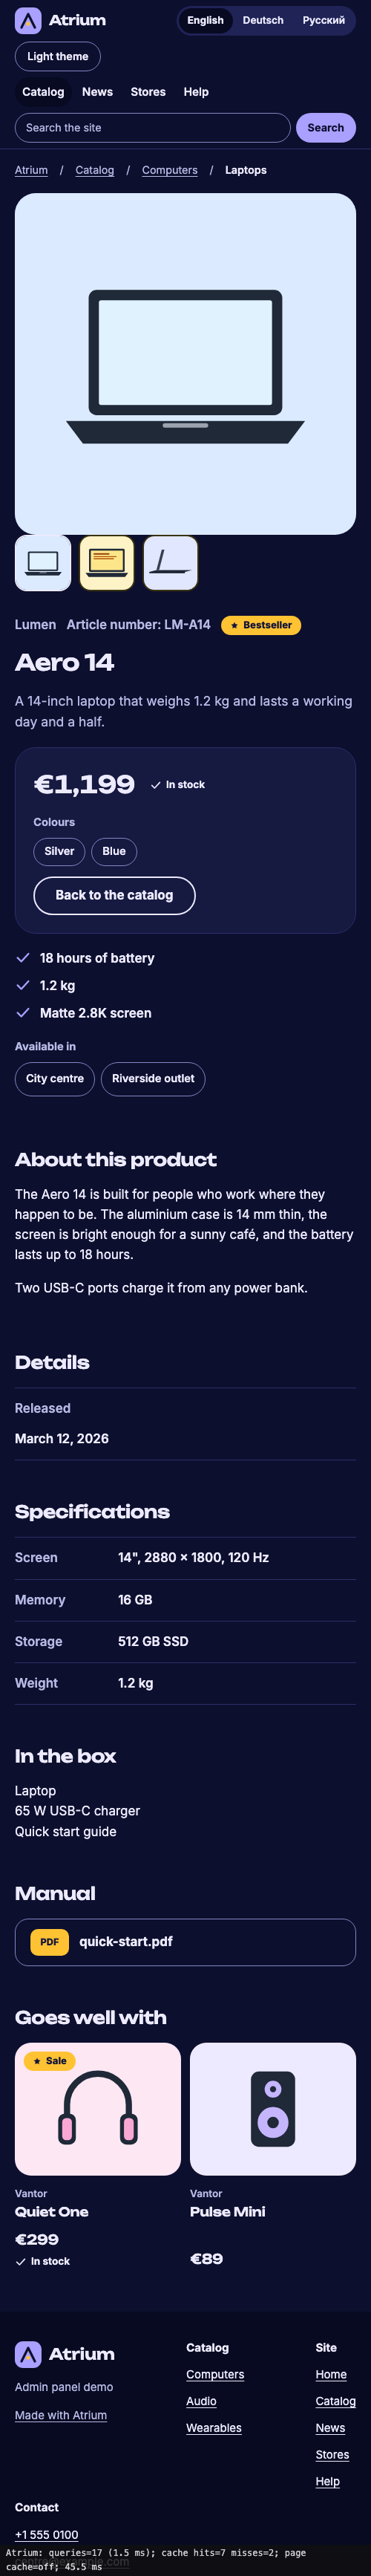 Atrium
English Deutsch Русский
Light theme
Catalog News Stores Help
Search the site Search
Atrium / Catalog / Computers / Laptops
Lumen Article number: LM-A14 Bestseller
Aero 14
A 14-inch laptop that weighs 1.2 kg and lasts a working
day and a half.
€1,199 In stock
Colours
Silver Blue
Back to the catalog
18 hours of battery
1.2 kg
Matte 2.8K screen
Available in
City centre Riverside outlet
About this product
The Aero 14 is built for people who work where they
happen to be. The aluminium case is 14 mm thin, the
screen is bright enough for a sunny café, and the battery
lasts up to 18 hours.
Two USB-C ports charge it from any power bank.
Details
Released
March 12, 2026
Specifications
Screen 14", 2880 × 1800, 120 Hz
Memory 16 GB
Storage 512 GB SSD
Weight 1.2 kg
In the box
Laptop
65 W USB-C charger
Quick start guide
Manual
PDF quick-start.pdf
Goes well with
Sale
Vantor
Quiet One
€299
In stock
Vantor
Pulse Mini
€89
Atrium
Admin panel demo
Made with Atrium
Catalog
Computers
Audio
Wearables
Site
Home
Catalog
News
Stores
Help
Contact
+1 555 0100
centre@example.com
Atrium: queries=17 (1.5 ms); cache hits=7 misses=2; page
cache=off; 45.5 ms